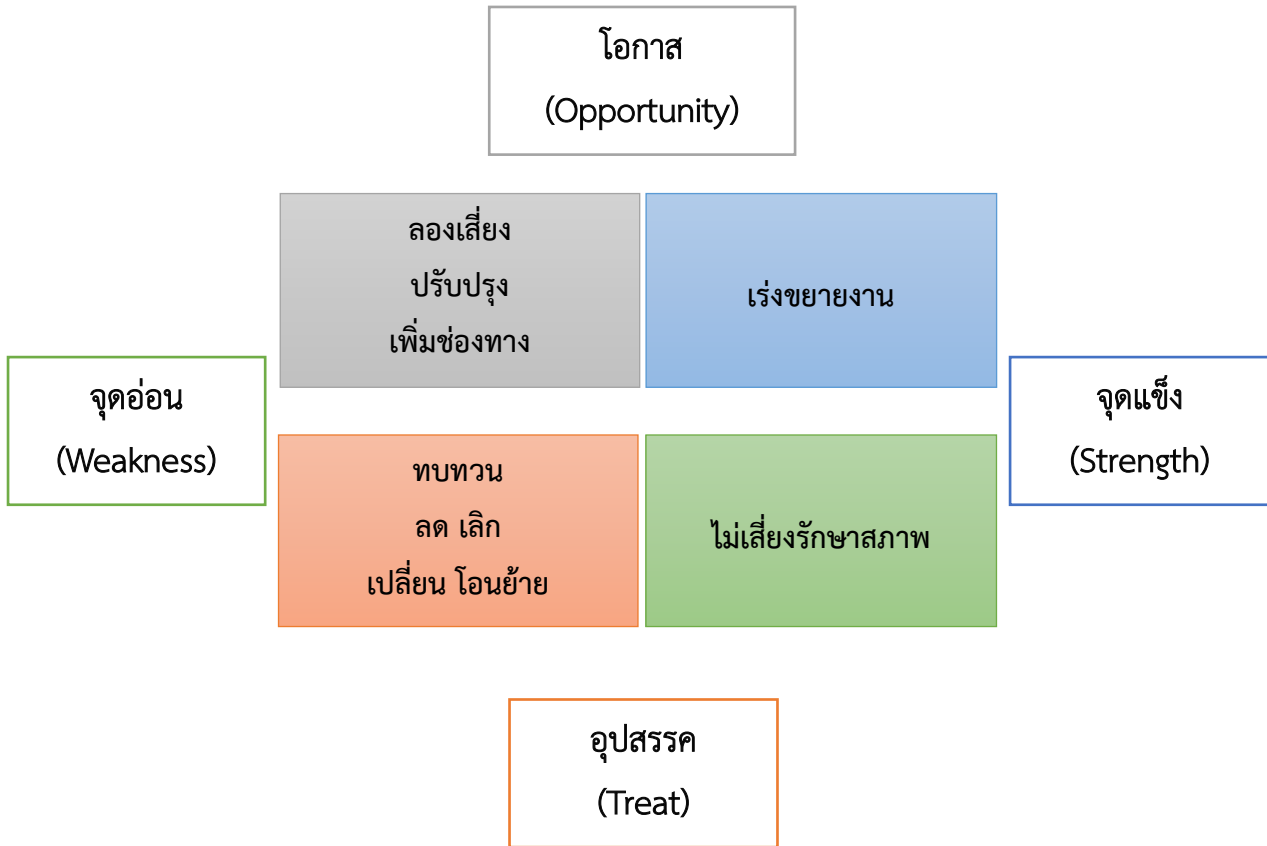 โอกาส
(Opportunity)
ลองเสี่ยง
ปรับปรุง
เพิ่มช่องทาง
เร่งขยายงาน
จุดอ่อน
(Weakness)
จุดแข็ง
(Strength)
ทบทวน
ลด เลิก
เปลี่ยน โอนย้าย
ไม่เสี่ยงรักษาสภาพ
อุปสรรค
(Treat)